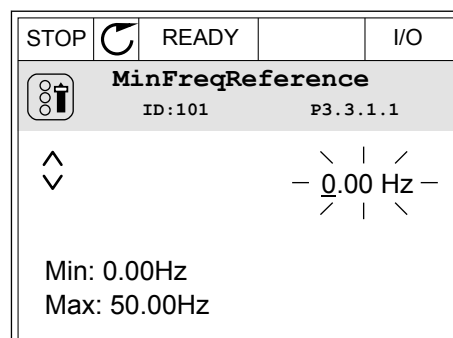 STOP READY I/O
MinFreqReference
ID:101 P3.3.1.1
0.00 Hz
Min: 0.00Hz
Max: 50.00Hz